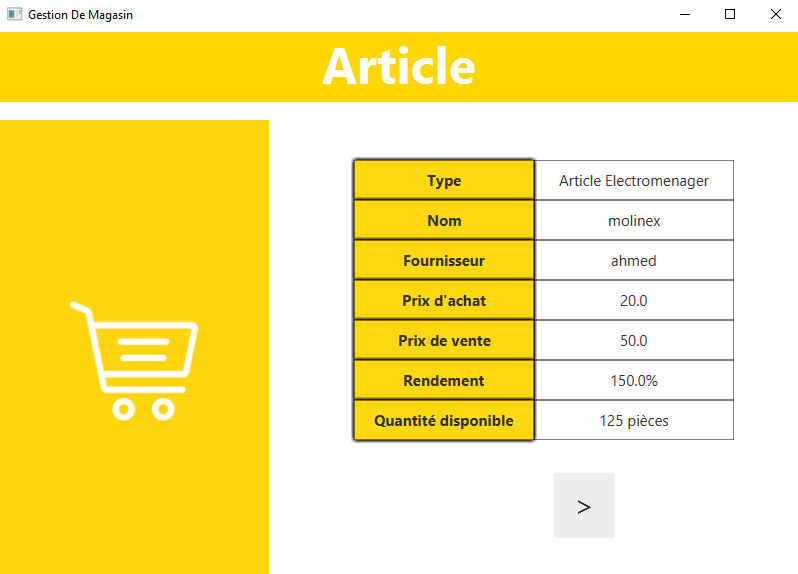 Gestion De Magasin
Article
Type Article Electromenager
Nom molinex
Fournisseur ahmed
Prix d'achat 20.0
Prix de vente 50.0
Rendement 150.0%
Quantité disponible 125 pièces
>